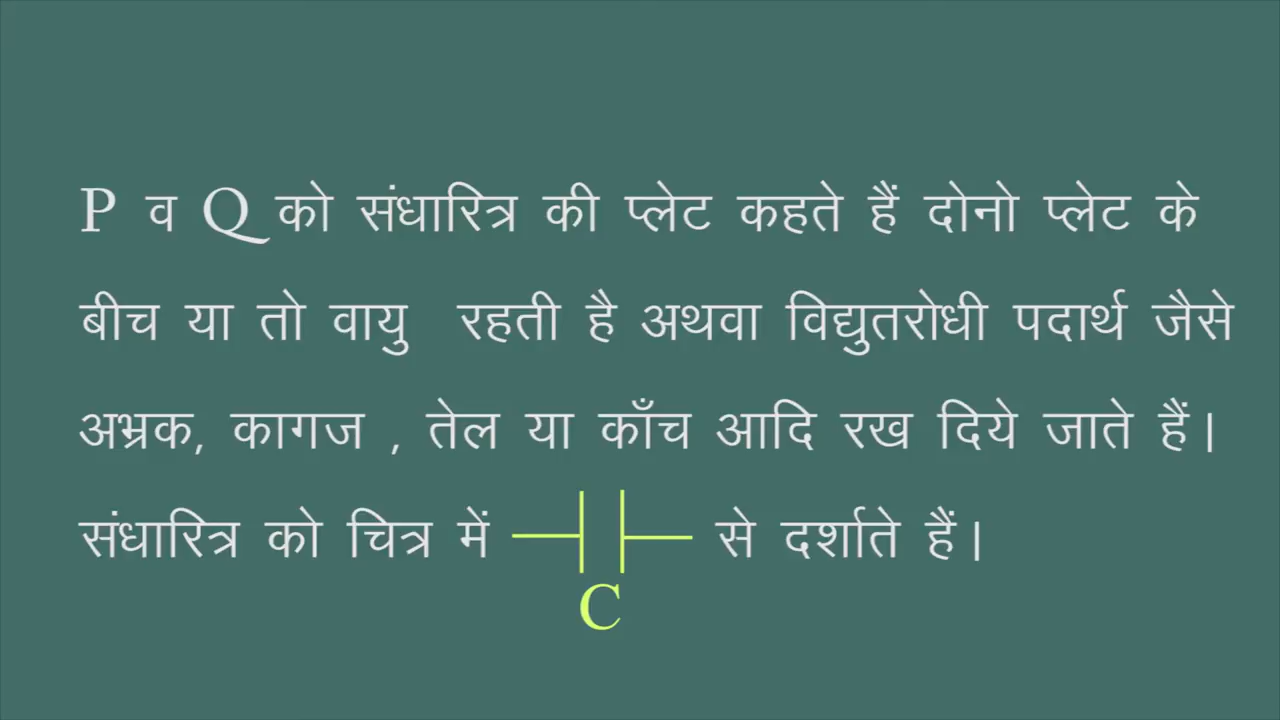 P व Q को संधारित्र की प्लेट कहते हैं दोनो प्लेट के
बीच या तो वायु रहती है अथवा विद्युतरोधी पदार्थ जैसे
अभ्रक, कागज , तेल या काँच आदि रख दिये जाते हैं।
संधारित्र को चित्र में से दर्शाते हैं।
C